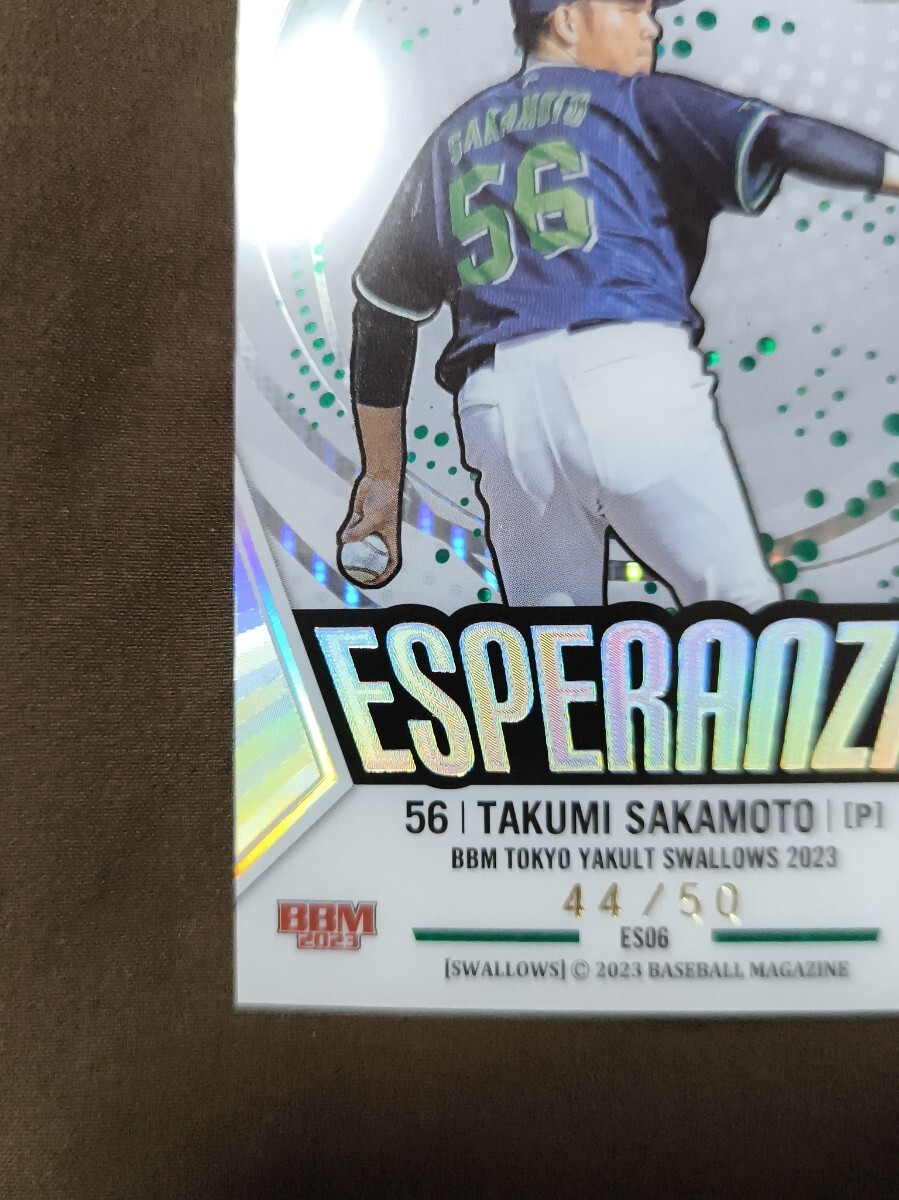 SAKAMOTO
56
ESPERANZ
56 | TAKUMI SAKAMOTO | [P]
BBM TOKYO YAKULT SWALLOWS 2023
44/50
BBM
2023
ES06
[SWALLOWS] © 2023 BASEBALL MAGAZINE